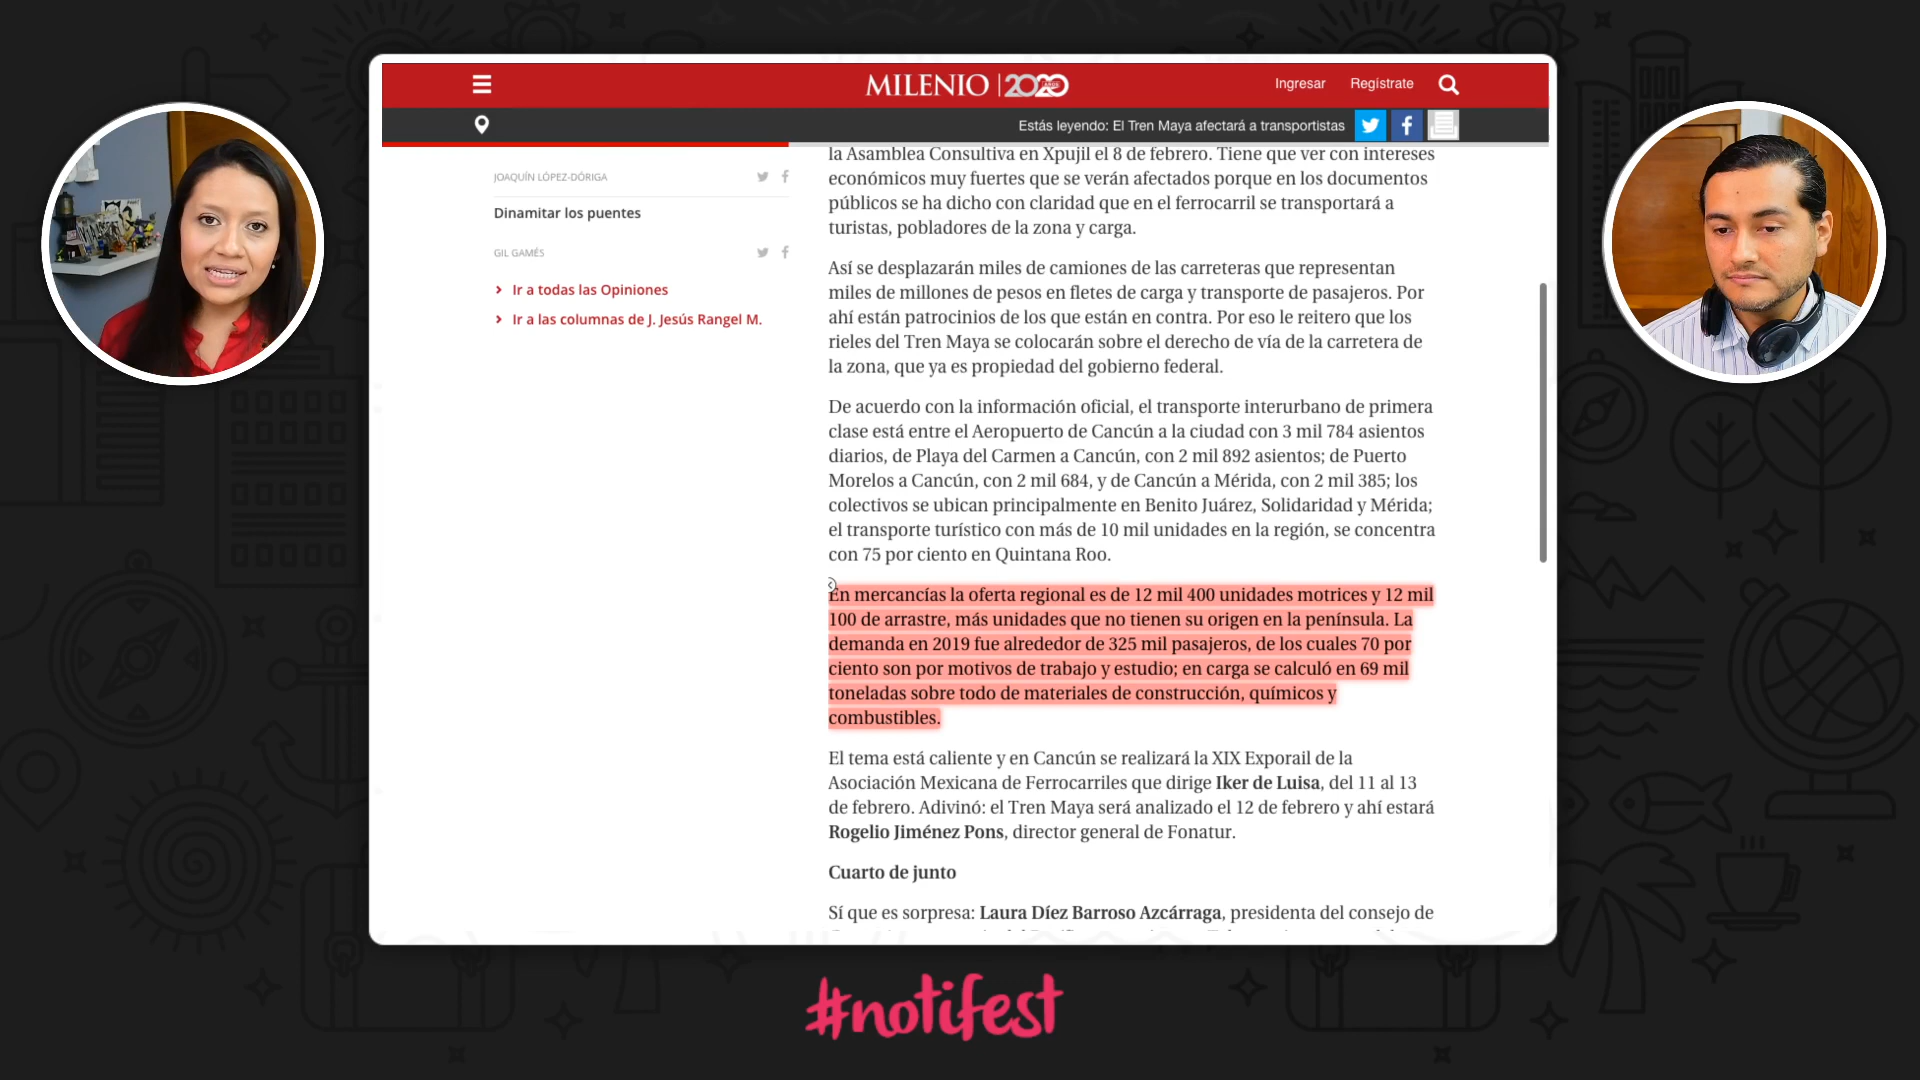 MILENIO | 2020
Ingresar
Regístrate
Estás leyendo: El Tren Maya afectará a transportistas
JOAQUÍN LÓPEZ-DÓRIGA
Dinamitar los puentes
GIL GAMÉS
Ir a todas las Opiniones
Ir a las columnas de J. Jesús Rangel M.
la Asamblea Consultiva en Xpujil el 8 de febrero. Tiene que ver con intereses
económicos muy fuertes que se verán afectados porque en los documentos
públicos se ha dicho con claridad que en el ferrocarril se transportará a
turistas, pobladores de la zona y carga.
Así se desplazarán miles de camiones de las carreteras que representan
miles de millones de pesos en fletes de carga y transporte de pasajeros. Por
ahí están patrocinios de los que están en contra. Por eso le reitero que los
rieles del Tren Maya se colocarán sobre el derecho de vía de la carretera de
la zona, que ya es propiedad del gobierno federal.
De acuerdo con la información oficial, el transporte interurbano de primera
clase está entre el Aeropuerto de Cancún a la ciudad con 3 mil 784 asientos
diarios, de Playa del Carmen a Cancún, con 2 mil 892 asientos; de Puerto
Morelos a Cancún, con 2 mil 684, y de Cancún a Mérida, con 2 mil 385; los
colectivos se ubican principalmente en Benito Juárez, Solidaridad y Mérida;
el transporte turístico con más de 10 mil unidades en la región, se concentra
con 75 por ciento en Quintana Roo.
En mercancías la oferta regional es de 12 mil 400 unidades motrices y 12 mil
100 de arrastre, más unidades que no tienen su origen en la península. La
demanda en 2019 fue alrededor de 325 mil pasajeros, de los cuales 70 por
ciento son por motivos de trabajo y estudio; en carga se calculó en 69 mil
toneladas sobre todo de materiales de construcción, químicos y
combustibles.
El tema está caliente y en Cancún se realizará la XIX Exporail de la
Asociación Mexicana de Ferrocarriles que dirige Iker de Luisa, del 11 al 13
de febrero. Adivinó: el Tren Maya será analizado el 12 de febrero y ahí estará
Rogelio Jiménez Pons, director general de Fonatur.
Cuarto de junto
Sí que es sorpresa: Laura Díez Barroso Azcárraga, presidenta del consejo de
#notifest